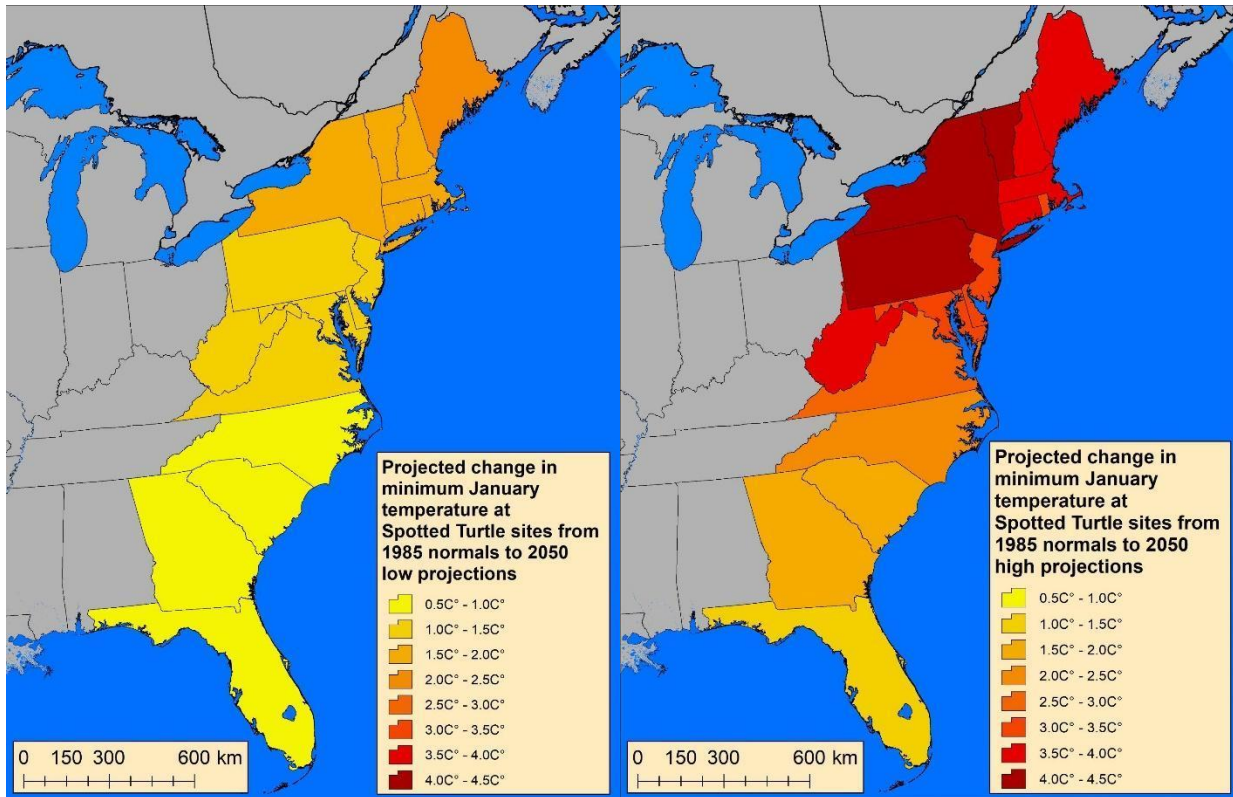 Projected change in
minimum January
temperature at
Spotted Turtle sites from
1985 normals to 2050
low projections
0.5C° - 1.0C°
1.0C° - 1.5C°
1.5C° - 2.0C°
2.0C° - 2.5C°
2.5C° - 3.0C°
3.0C° - 3.5C°
3.5C° - 4.0C°
4.0C° - 4.5C°
0 150 300 600 km
Projected change in
minimum January
temperature at
Spotted Turtle sites from
1985 normals to 2050
high projections
0.5C° - 1.0C°
1.0C° - 1.5C°
1.5C° - 2.0C°
2.0C° - 2.5C°
2.5C° - 3.0C°
3.0C° - 3.5C°
3.5C° - 4.0C°
4.0C° - 4.5C°
0 150 300 600 km